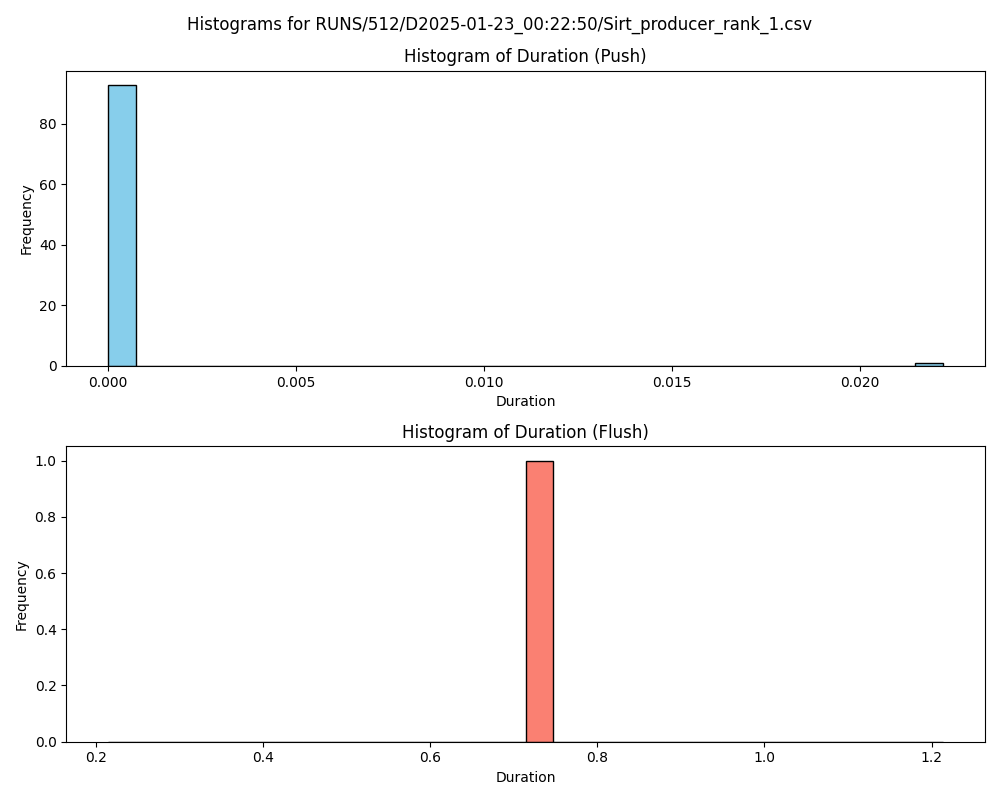 Histograms for RUNS/512/D2025-01-23_00:22:50/Sirt_producer_rank_1.csv
Histogram of Duration (Push)
Frequency
80
60
40
20
0
0.000 0.005 0.010 0.015 0.020
Duration
Histogram of Duration (Flush)
Frequency
1.0
0.8
0.6
0.4
0.2
0.0
0.2 0.4 0.6 0.8 1.0 1.2
Duration